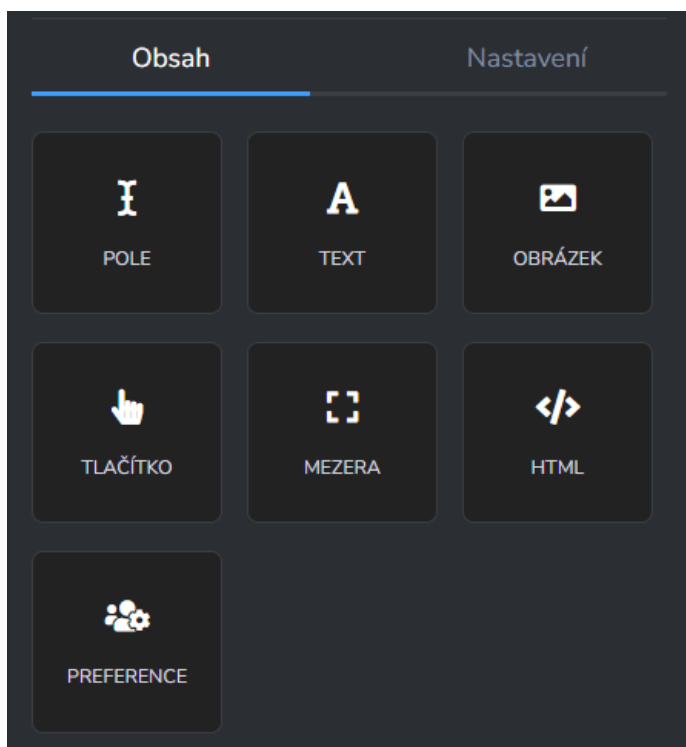 Obsah
Nastavení
POLE
TEXT
OBRÁZEK
TLAČÍTKO
MEZERA
HTML
PREFERENCE